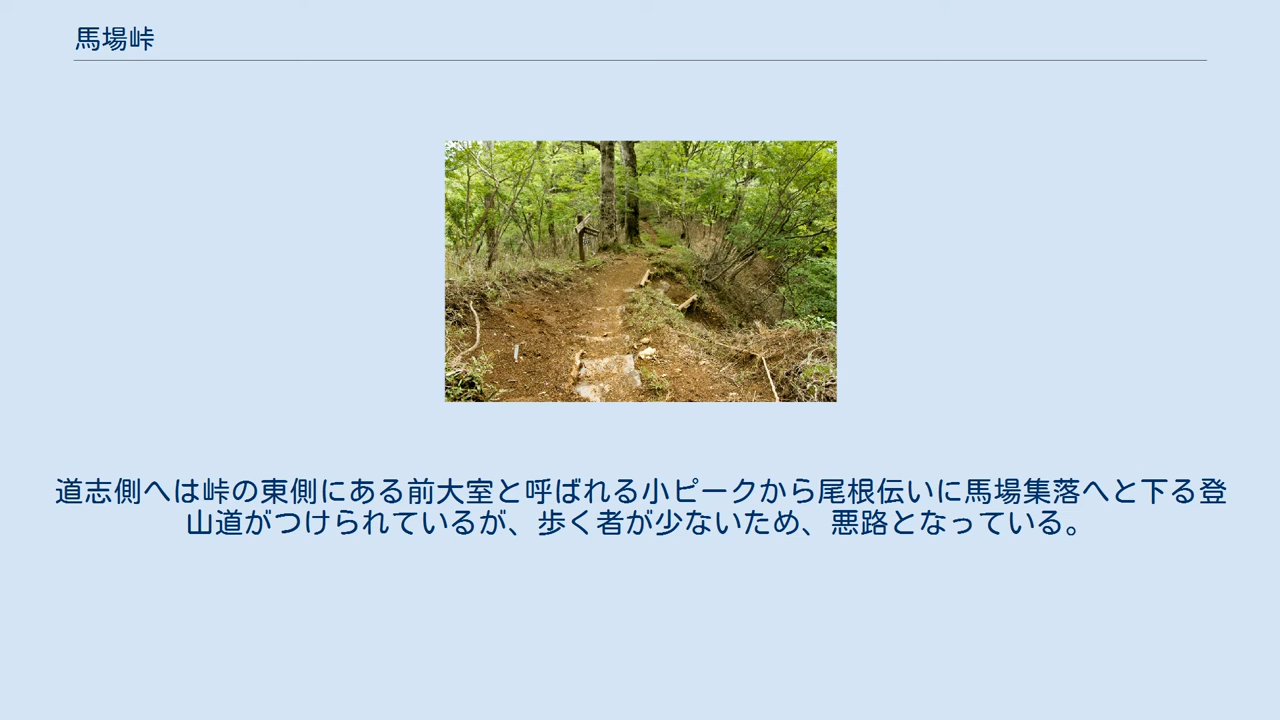 馬場峠
道志側へは峠の東側にある前大室と呼ばれる小ピークから尾根伝いに馬場集落へと下る登
山道がつけられているが、歩く者が少ないため、悪路となっている。